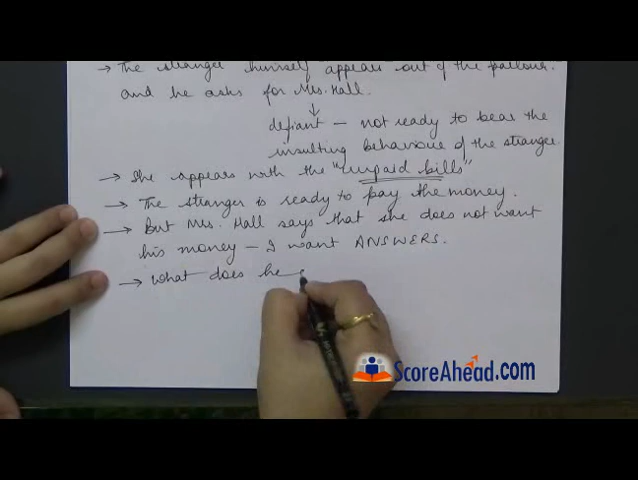 → The stranger himself appears out of the parlour.
and he asks for Mrs. Hall.
↓
defiant – not ready to bear the
insulting behaviour of the stranger
→ She appears with the "unpaid bills"
→ The stranger is ready to pay the money.
→ But Mrs. Hall says that she does not want
his money – I want ANSWERS.
→ What does he
ScoreAhead.com